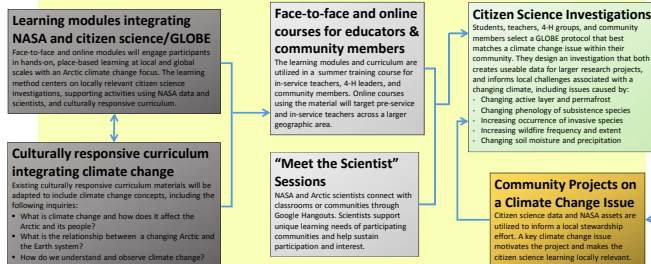 Learning modules integrating
NASA and citizen science/GLOBE
Face-to-face and online modules will engage participants
in hands-on, place-based learning at local and global
scales with an Arctic climate change focus. The learning
method centers on locally relevant citizen science
investigations, supporting activities using NASA data and
scientists, and culturally responsive curriculum.
Culturally responsive curriculum
integrating climate change
Existing culturally responsive curriculum materials will be
adapted to include climate change concepts, including the
following inquiries:
▪ What is climate change and how does it affect the
Arctic and its people?
▪ What is the relationship between a changing Arctic and
the Earth system?
▪ How do we understand and observe climate change?
Face-to-face and online
courses for educators &
community members
The learning modules and curriculum are
utilized in a summer training course for
in-service teachers, 4-H leaders, and
community members. Online courses
using the material will target pre-service
and in-service teachers across a larger
geographic area.
“Meet the Scientist”
Sessions
NASA and Arctic scientists connect with
classrooms or communities through
Google Hangouts. Scientists support
unique learning needs of participating
communities and help sustain
participation and interest.
Citizen Science Investigations
Students, teachers, 4-H groups, and community
members select a GLOBE protocol that best
matches a climate change issue within their
community. They design an investigation that both
creates useable data for larger research projects,
and informs local challenges associated with a
changing climate, including issues caused by:
- Changing active layer and permafrost
- Changing phenology of subsistence species
- Increasing occurrence of invasive species
- Increasing wildfire frequency and extent
- Changing soil moisture and precipitation
Community Projects on
a Climate Change Issue
Citizen science data and NASA assets are
utilized to inform a local stewardship
effort. A key climate change issue
motivates the project and makes the
citizen science learning locally relevant.